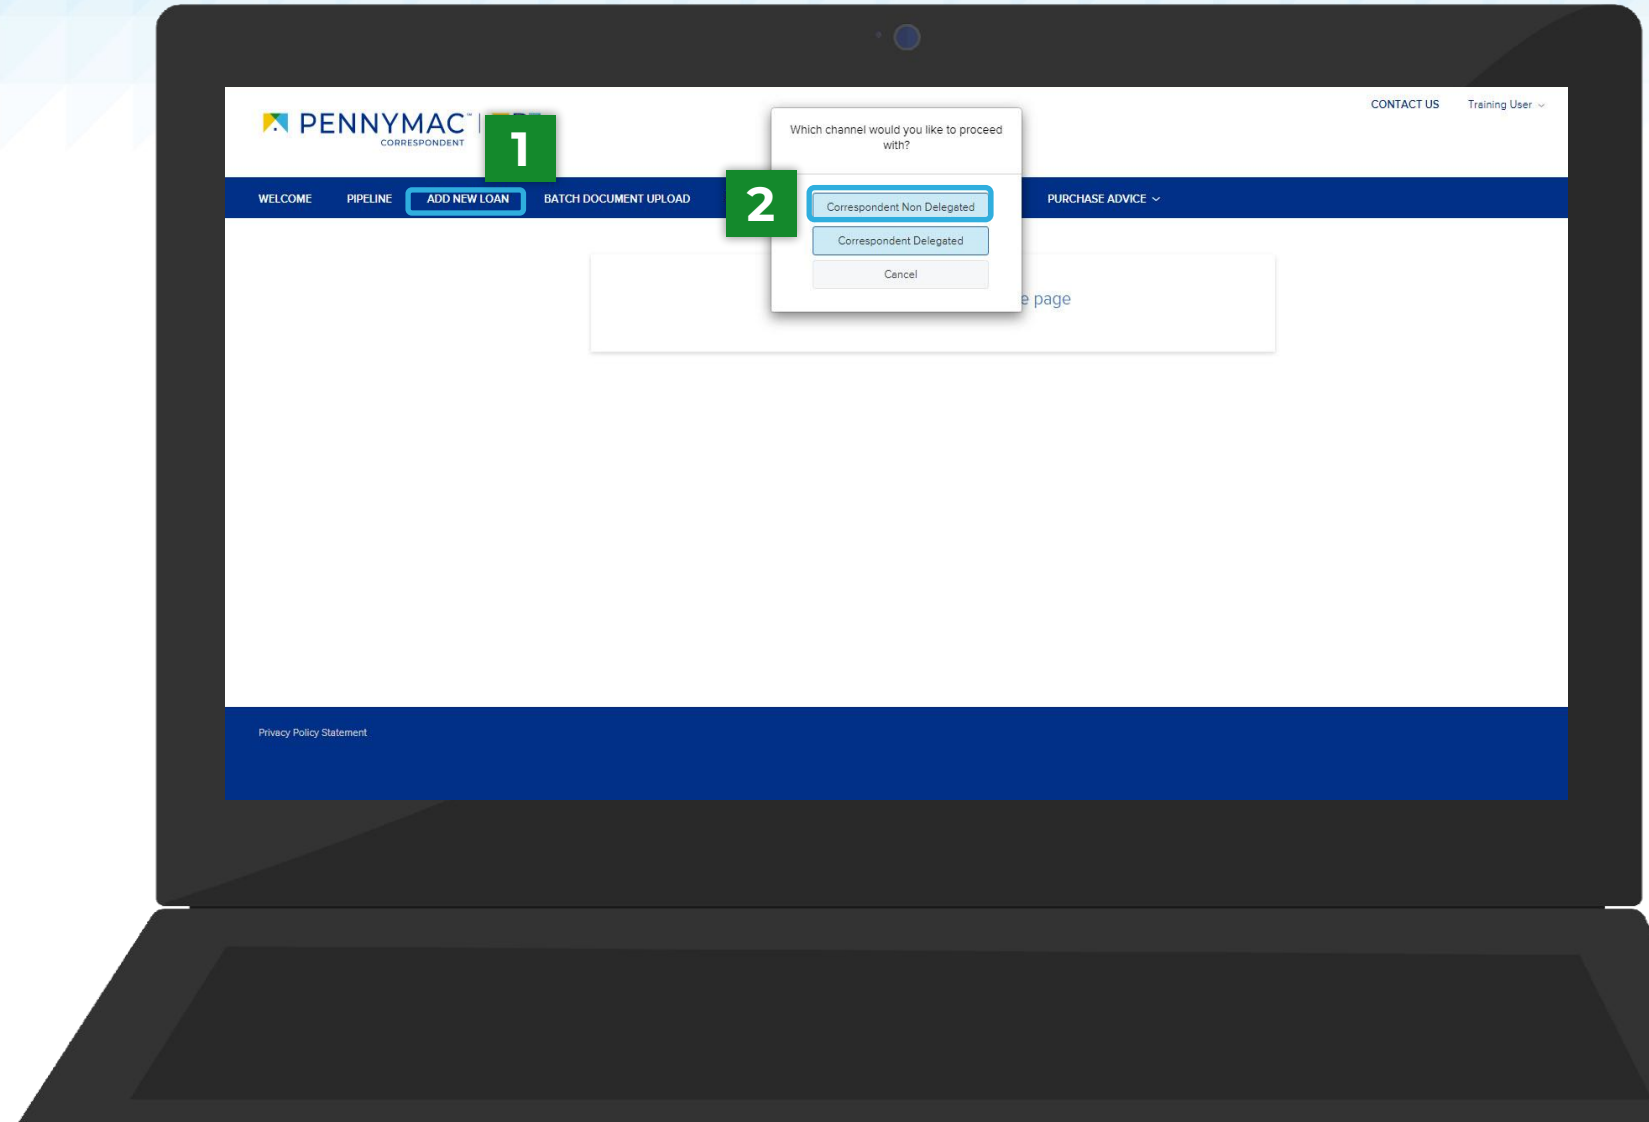 CONTACT US Training User
PENNYMAC™
CORRESPONDENT
1
Which channel would you like to proceed
with?
WELCOME PIPELINE ADD NEW LOAN BATCH DOCUMENT UPLOAD PURCHASE ADVICE
2
Correspondent Non Delegated
Correspondent Delegated
Cancel
e page
Privacy Policy Statement